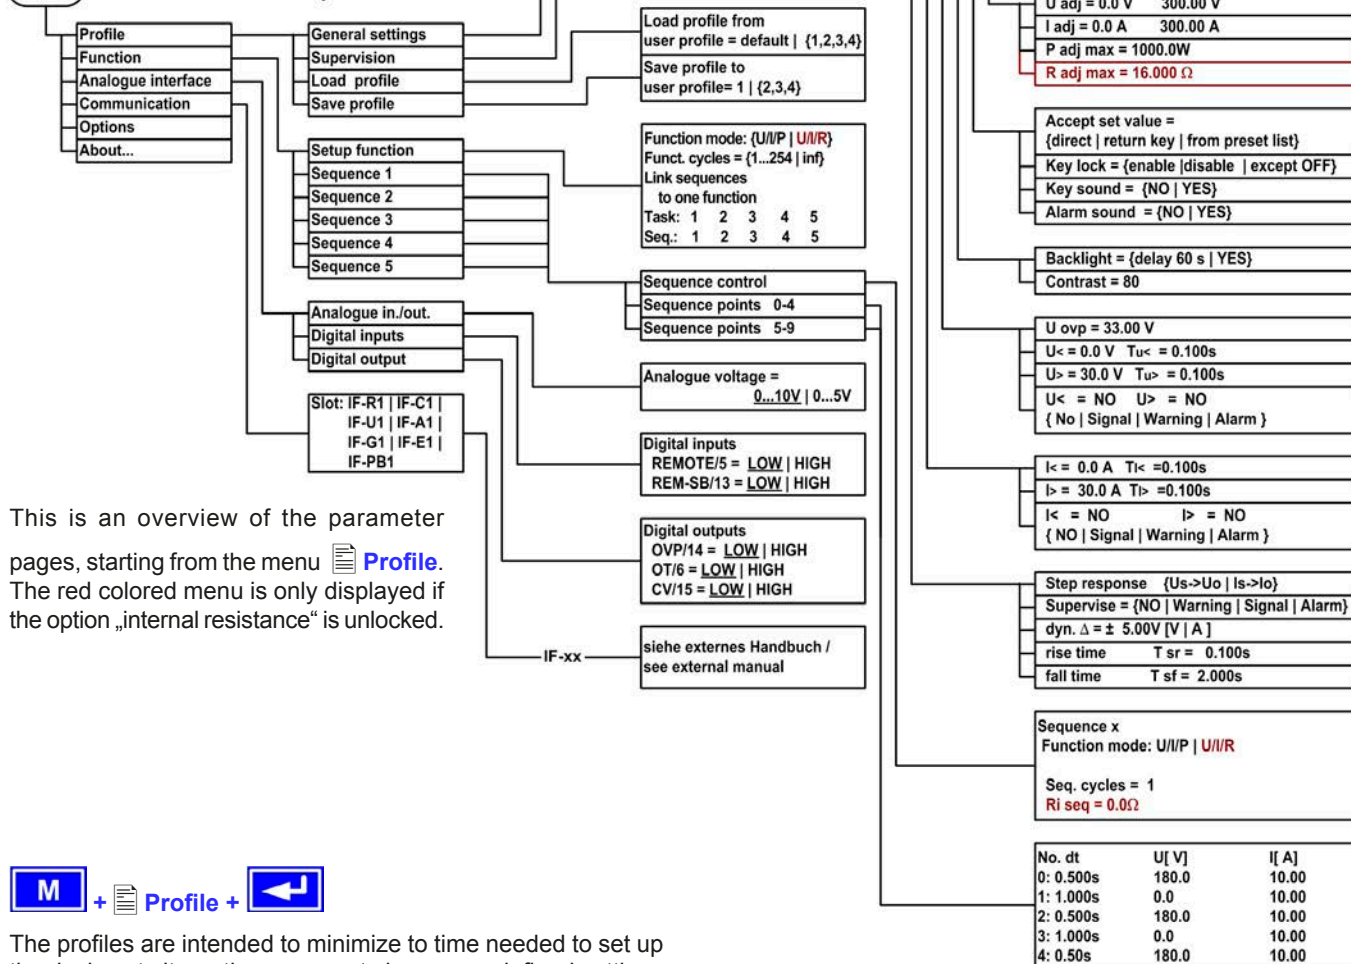 Profile
Function
Analogue interface
Communication
Options
About...
General settings
Supervision
Load profile
Save profile
Setup function
Sequence 1
Sequence 2
Sequence 3
Sequence 4
Sequence 5
Analogue in./out.
Digital inputs
Digital output
Slot: IF-R1 | IF-C1 |
IF-U1 | IF-A1 |
IF-G1 | IF-E1 |
IF-PB1
Load profile from
user profile = default | {1,2,3,4}
Save profile to
user profile= 1 | {2,3,4}
Function mode: {U/I/P | U/I/R}
Funct. cycles = {1...254 | inf}
Link sequences
to one function
Task: 1 2 3 4 5
Seq.: 1 2 3 4 5
Sequence control
Sequence points 0-4
Sequence points 5-9
Analogue voltage =
0...10V | 0...5V
Digital inputs
REMOTE/5 = LOW | HIGH
REM-SB/13 = LOW | HIGH
Digital outputs
OVP/14 = LOW | HIGH
OT/6 = LOW | HIGH
CV/15 = LOW | HIGH
IF-xx
siehe externes Handbuch /
see external manual
U adj = 0.0 V 300.00 V
I adj = 0.0 A 300.00 A
P adj max = 1000.0W
R adj max = 16.000 Ω
Accept set value =
{direct | return key | from preset list}
Key lock = {enable |disable | except OFF}
Key sound = {NO | YES}
Alarm sound = {NO | YES}
Backlight = {delay 60 s | YES}
Contrast = 80
U ovp = 33.00 V
U< = 0.0 V Tu< = 0.100s
U> = 30.0 V Tu> = 0.100s
U< = NO U> = NO
{ No | Signal | Warning | Alarm }
I< = 0.0 A TI< =0.100s
I> = 30.0 A TI> =0.100s
I< = NO I> = NO
{ NO | Signal | Warning | Alarm }
Step response {Us->Uo | Is->Io}
Supervise = {NO | Warning | Signal | Alarm}
dyn. Δ = ± 5.00V [V | A ]
rise time T sr = 0.100s
fall time T sf = 2.000s
Sequence x
Function mode: U/I/P | U/I/R
Seq. cycles = 1
Ri seq = 0.0Ω
No. dt U[ V] I[ A]
0: 0.500s 180.0 10.00
1: 1.000s 0.0 10.00
2: 0.500s 180.0 10.00
3: 1.000s 0.0 10.00
4: 0.50s 180.0 10.00
This is an overview of the parameter
pages, starting from the menu Profile.
The red colored menu is only displayed if
the option „internal resistance“ is unlocked.
M + Profile +
The profiles are intended to minimize to time needed to set up